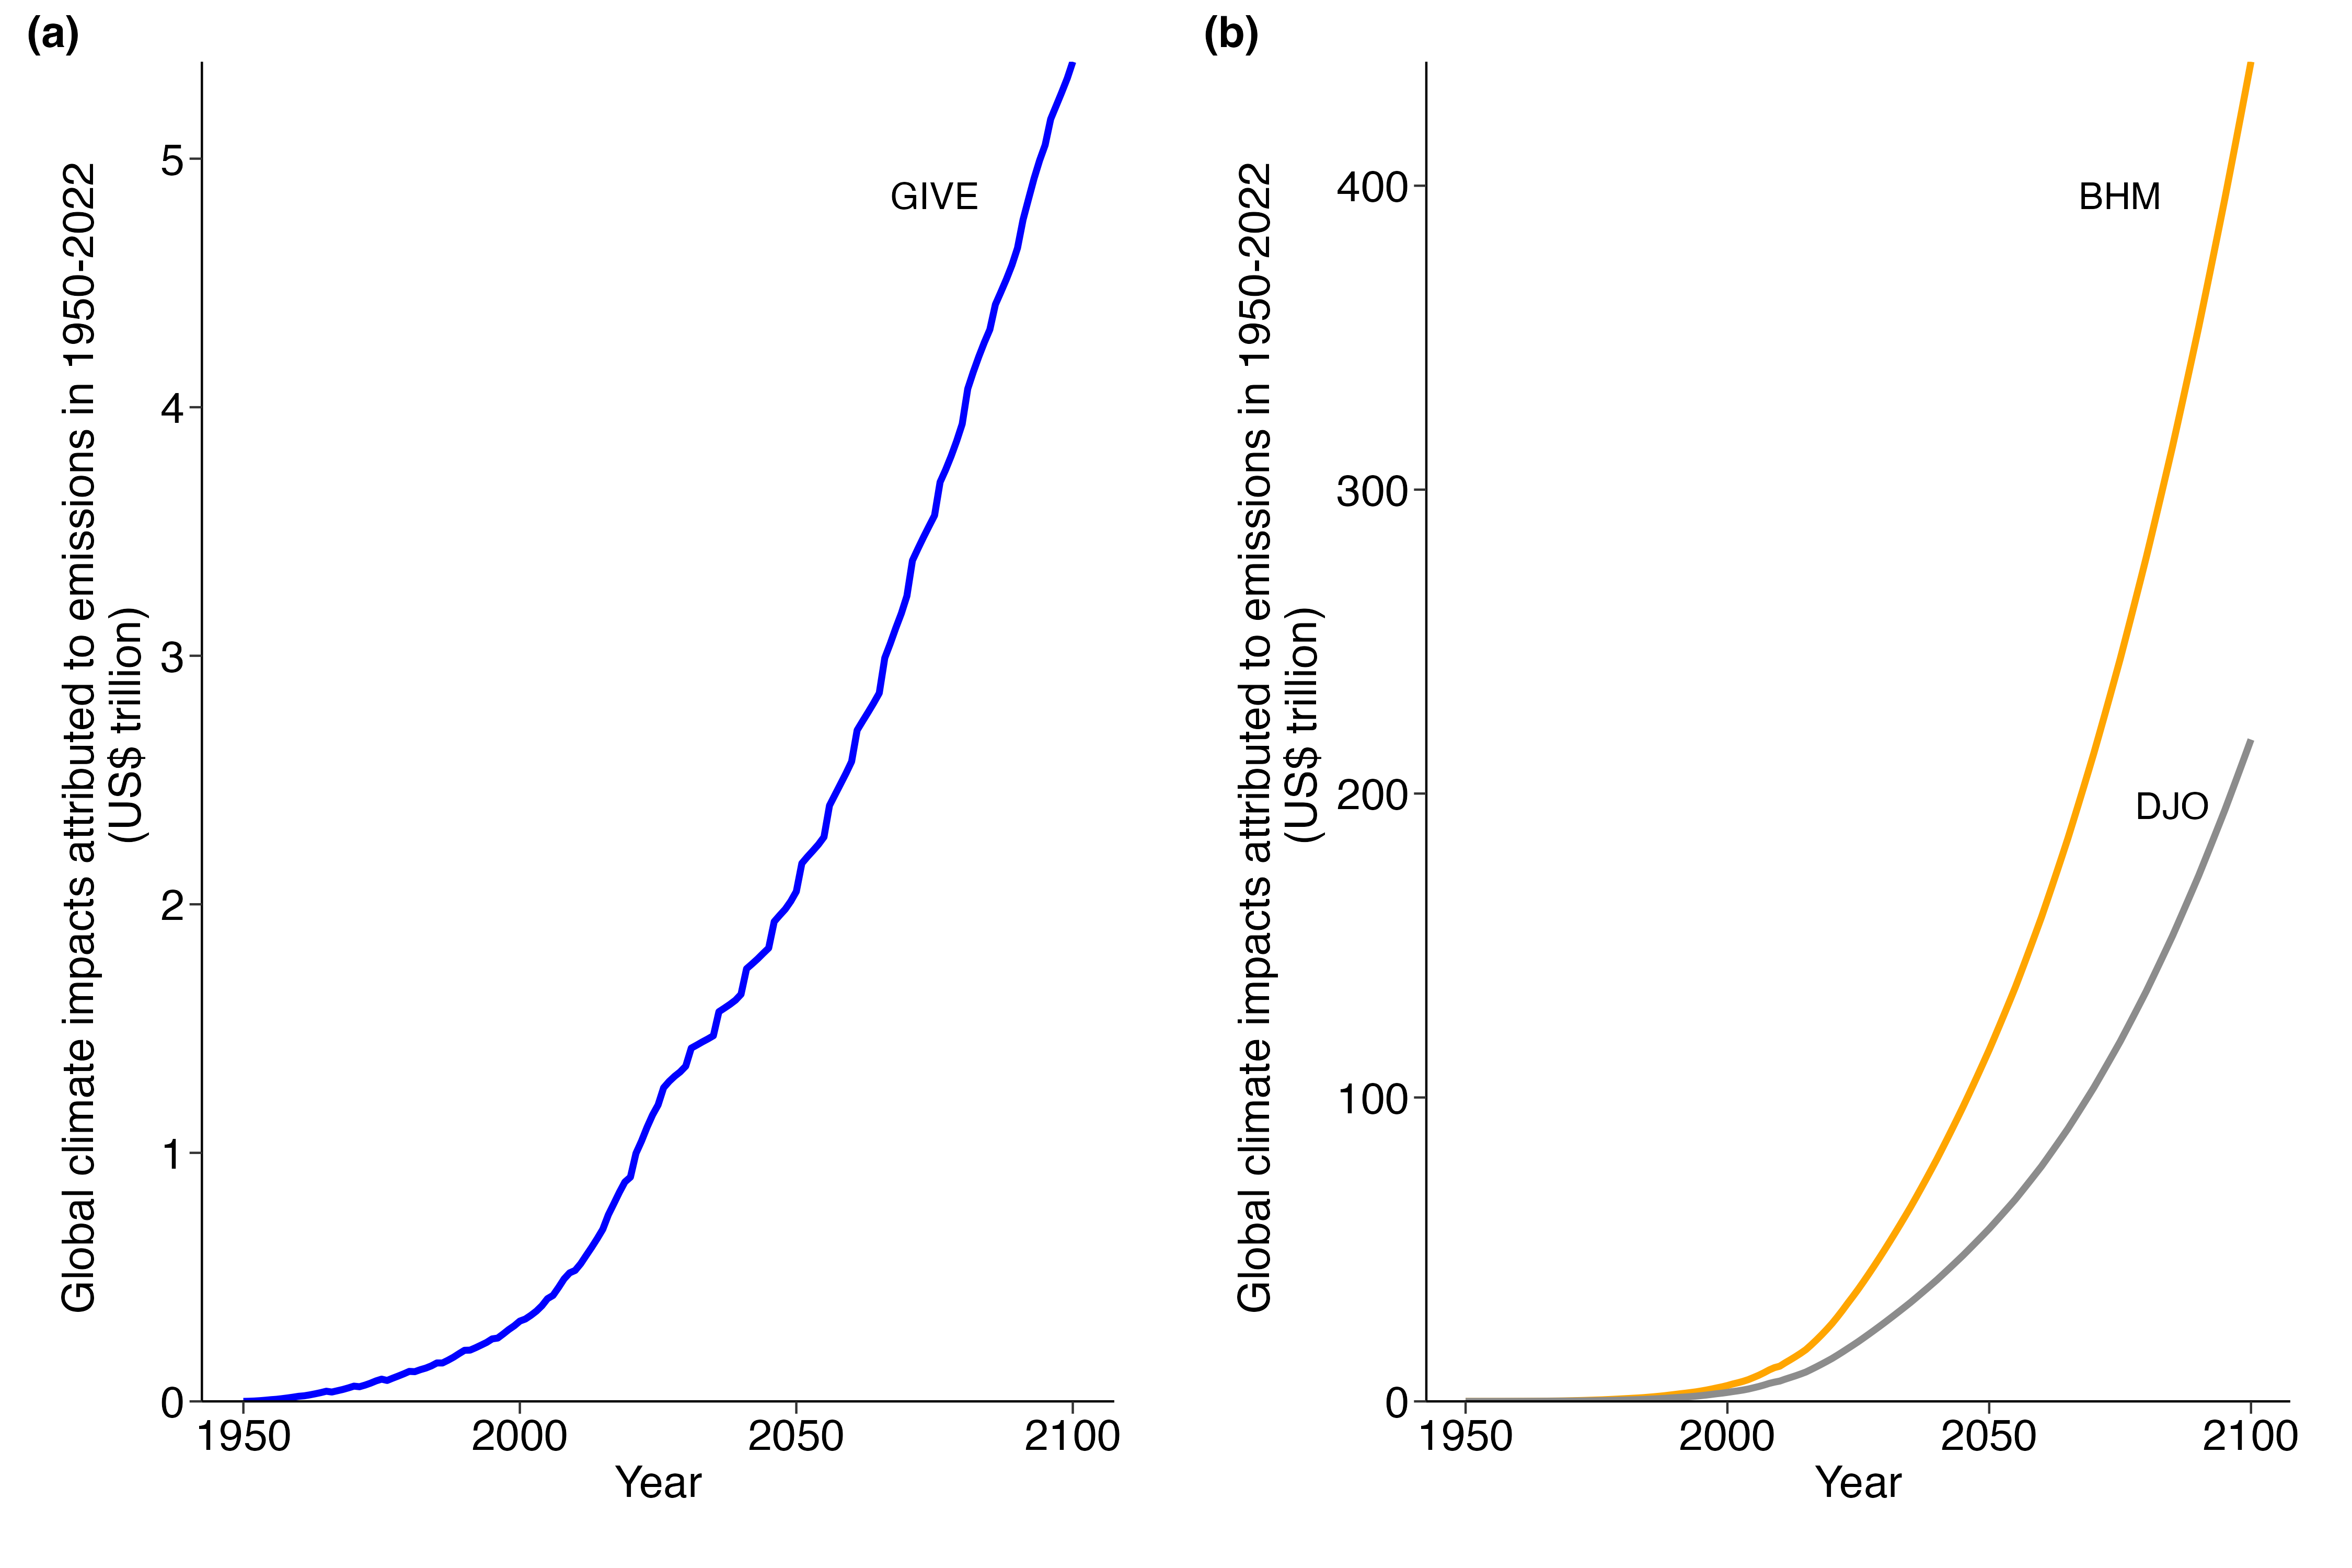 (a)
Global climate impacts attributed to emissions in 1950-2022
(US$ trillion)
5
4
3
2
1
0
GIVE
1950 2000 2050 2100
Year
(b)
Global climate impacts attributed to emissions in 1950-2022
(US$ trillion)
400
300
200
100
0
BHM
DJO
1950 2000 2050 2100
Year